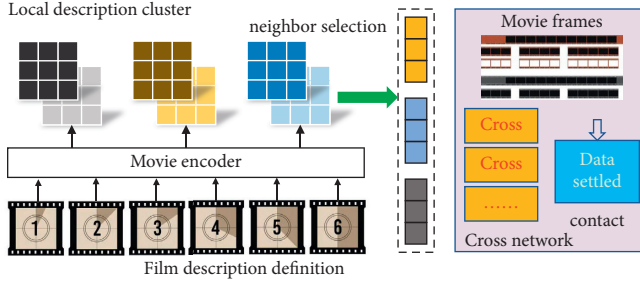 Local description cluster
neighbor selection
Movie encoder
1 2 3 4 5 6
Film description definition
Movie frames
Cross
Cross
......
Data
settled
contact
Cross network